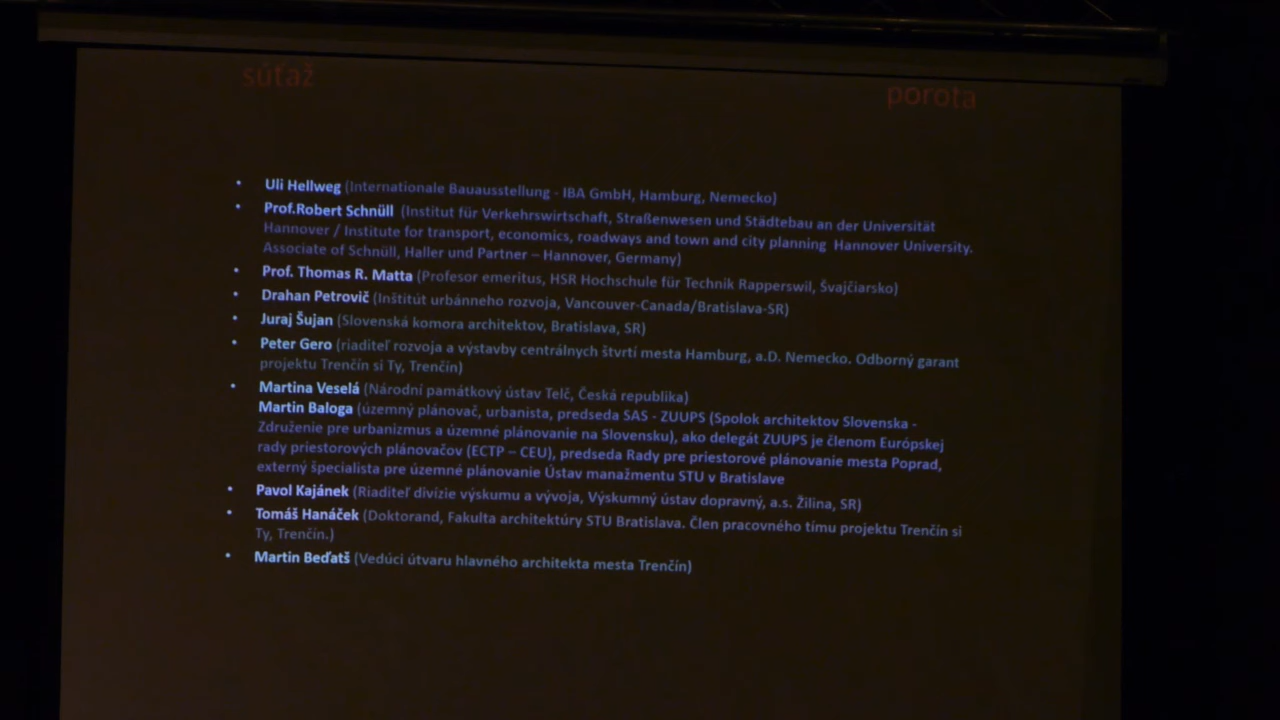 súťaž
porota
• Uli Hellweg (Internationale Bauausstellung - IBA GmbH, Hamburg, Nemecko)
• Prof.Robert Schnüll (Institut für Verkehrswirtschaft, Straßenwesen und Städtebau an der Universität
Hannover / Institute for transport, economics, roadways and town and city planning Hannover University.
Associate of Schnüll, Haller und Partner – Hannover, Germany)
• Prof. Thomas R. Matta (Profesor emeritus, HSR Hochschule für Technik Rapperswil, Švajčiarsko)
• Drahan Petrovič (Inštitút urbánneho rozvoja, Vancouver-Canada/Bratislava-SR)
• Juraj Šujan (Slovenská komora architektov, Bratislava, SR)
• Peter Gero (riaditeľ rozvoja a výstavby centrálnych štvrtí mesta Hamburg, a.D. Nemecko. Odborný garant
projektu Trenčín si Ty, Trenčín)
• Martina Veselá (Národní památkový ústav Telč, Česká republika)
Martin Baloga (územný plánovač, urbanista, predseda SAS - ZUUPS (Spolok architektov Slovenska -
Združenie pre urbanizmus a územné plánovanie na Slovensku), ako delegát ZUUPS je členom Európskej
rady priestorových plánovačov (ECTP – CEU), predseda Rady pre priestorové plánovanie mesta Poprad,
externý špecialista pre územné plánovanie Ústav manažmentu STU v Bratislave
• Pavol Kajánek (Riaditeľ divízie výskumu a vývoja, Výskumný ústav dopravný, a.s. Žilina, SR)
• Tomáš Hanáček (Doktorand, Fakulta architektúry STU Bratislava. Člen pracovného tímu projektu Trenčín si
Ty, Trenčín.)
• Martin Beďatš (Vedúci útvaru hlavného architekta mesta Trenčín)